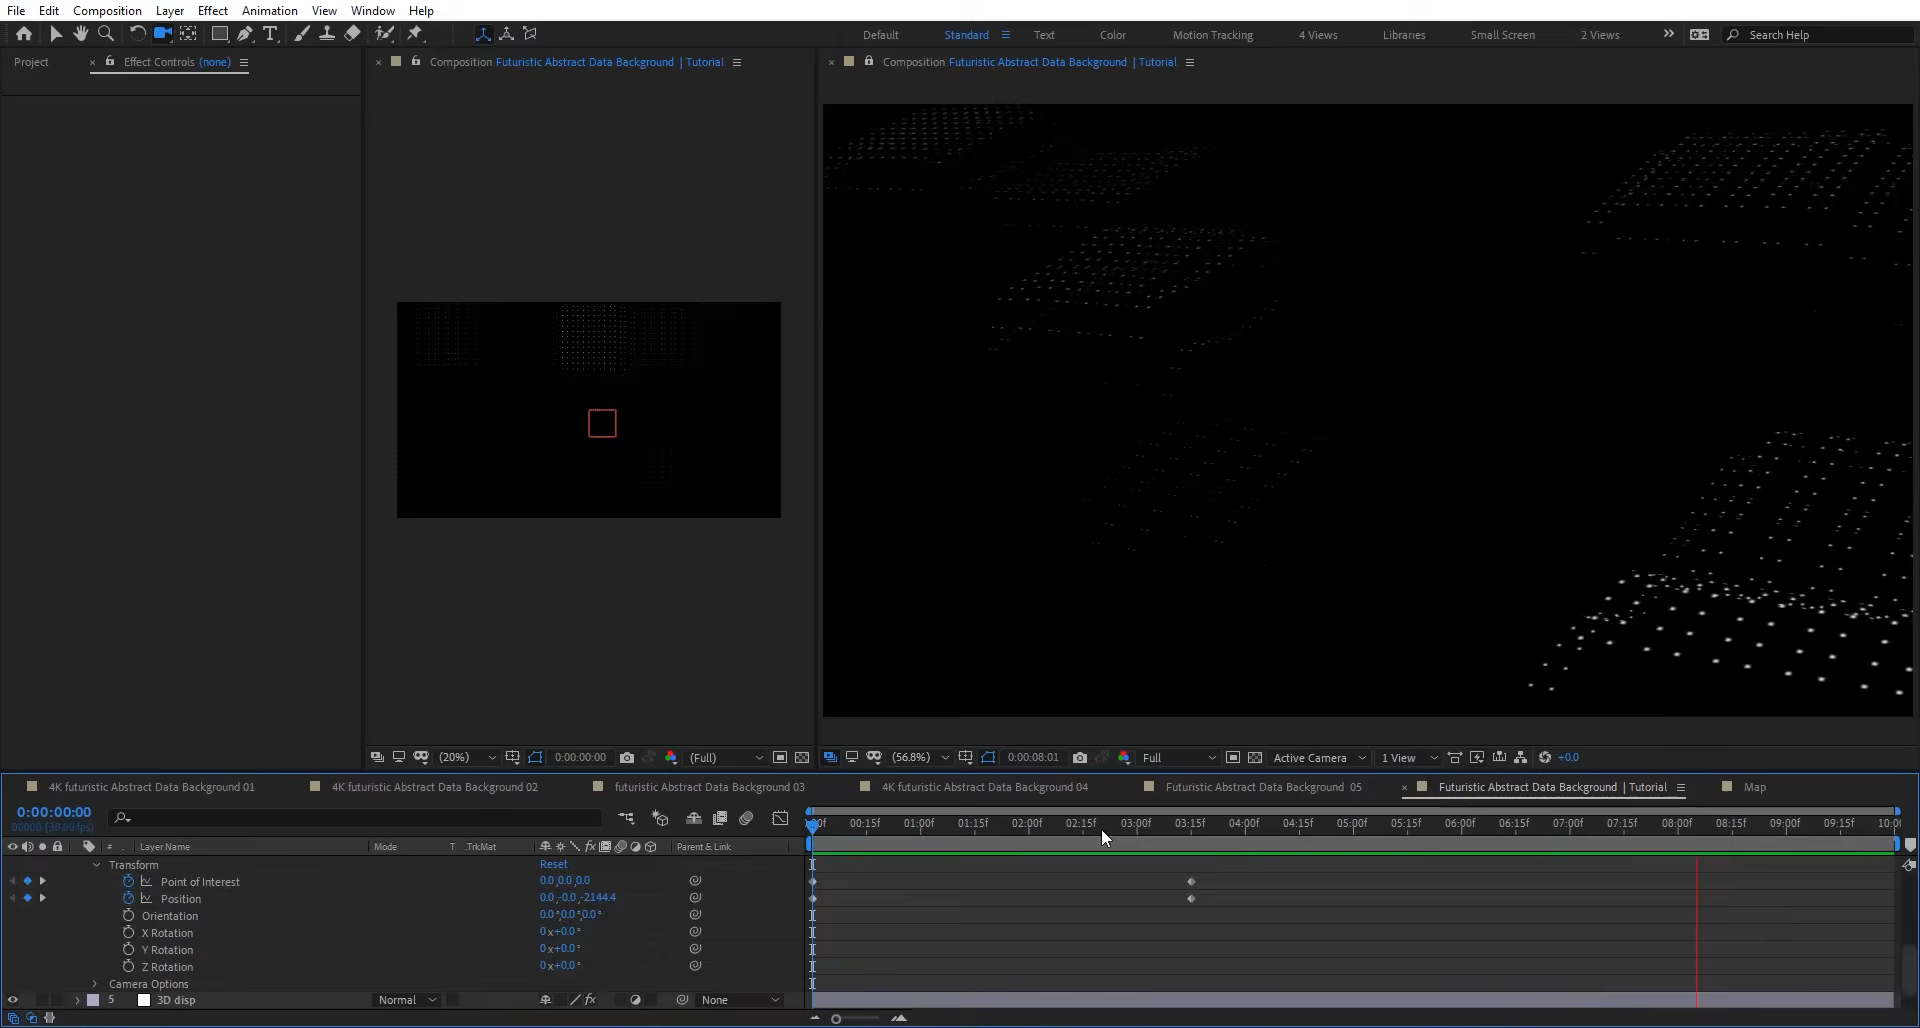 File Edit Composition Layer Effect Animation View Window Help
Default Standard Text Color Motion Tracking 4 Views Libraries Small Screen 2 Views Search Help
Project Effect Controls (none) Composition Futuristic Abstract Data Background | Tutorial Composition Futuristic Abstract Data Background | Tutorial
(20%) 0:00:00:00 (Full) (56.8%) 0:00:08:01 Full Active Camera 1 View +0.0
4K futuristic Abstract Data Background 01 4K futuristic Abstract Data Background 02 futuristic Abstract Data Background 03 4K futuristic Abstract Data Background 04 Futuristic Abstract Data Background 05 Futuristic Abstract Data Background | Tutorial Map
0:00:00:00
00000 (30.00 fps)
00:15f 01:00f 01:15f 02:00f 02:15f 03:00f 03:15f 04:00f 04:15f 05:00f 05:15f 06:00f 06:15f 07:00f 07:15f 08:00f 08:15f 09:00f 09:15f 10:0
# Layer Name Mode T .TrkMat Parent & Link
Transform Reset
Point of Interest 0.0,0.0,0.0
Position 0.0,-0.0,-2144.4
Orientation 0.0°,0.0°,0.0°
X Rotation 0x+0.0°
Y Rotation 0x+0.0°
Z Rotation 0x+0.0°
Camera Options
5 3D disp Normal None